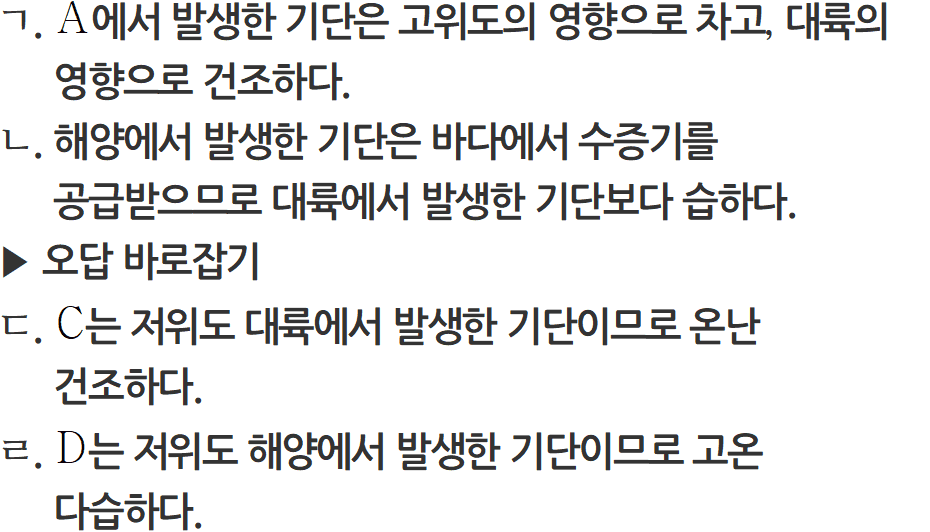 ㄱ. A에서 발생한 기단은 고위도의 영향으로 차고, 대륙의
영향으로 건조하다.
ㄴ. 해양에서 발생한 기단은 바다에서 수증기를
공급받으므로 대륙에서 발생한 기단보다 습하다.
▶ 오답 바로잡기
ㄷ. C는 저위도 대륙에서 발생한 기단이므로 온난
건조하다.
ㄹ. D는 저위도 해양에서 발생한 기단이므로 고온
다습하다.